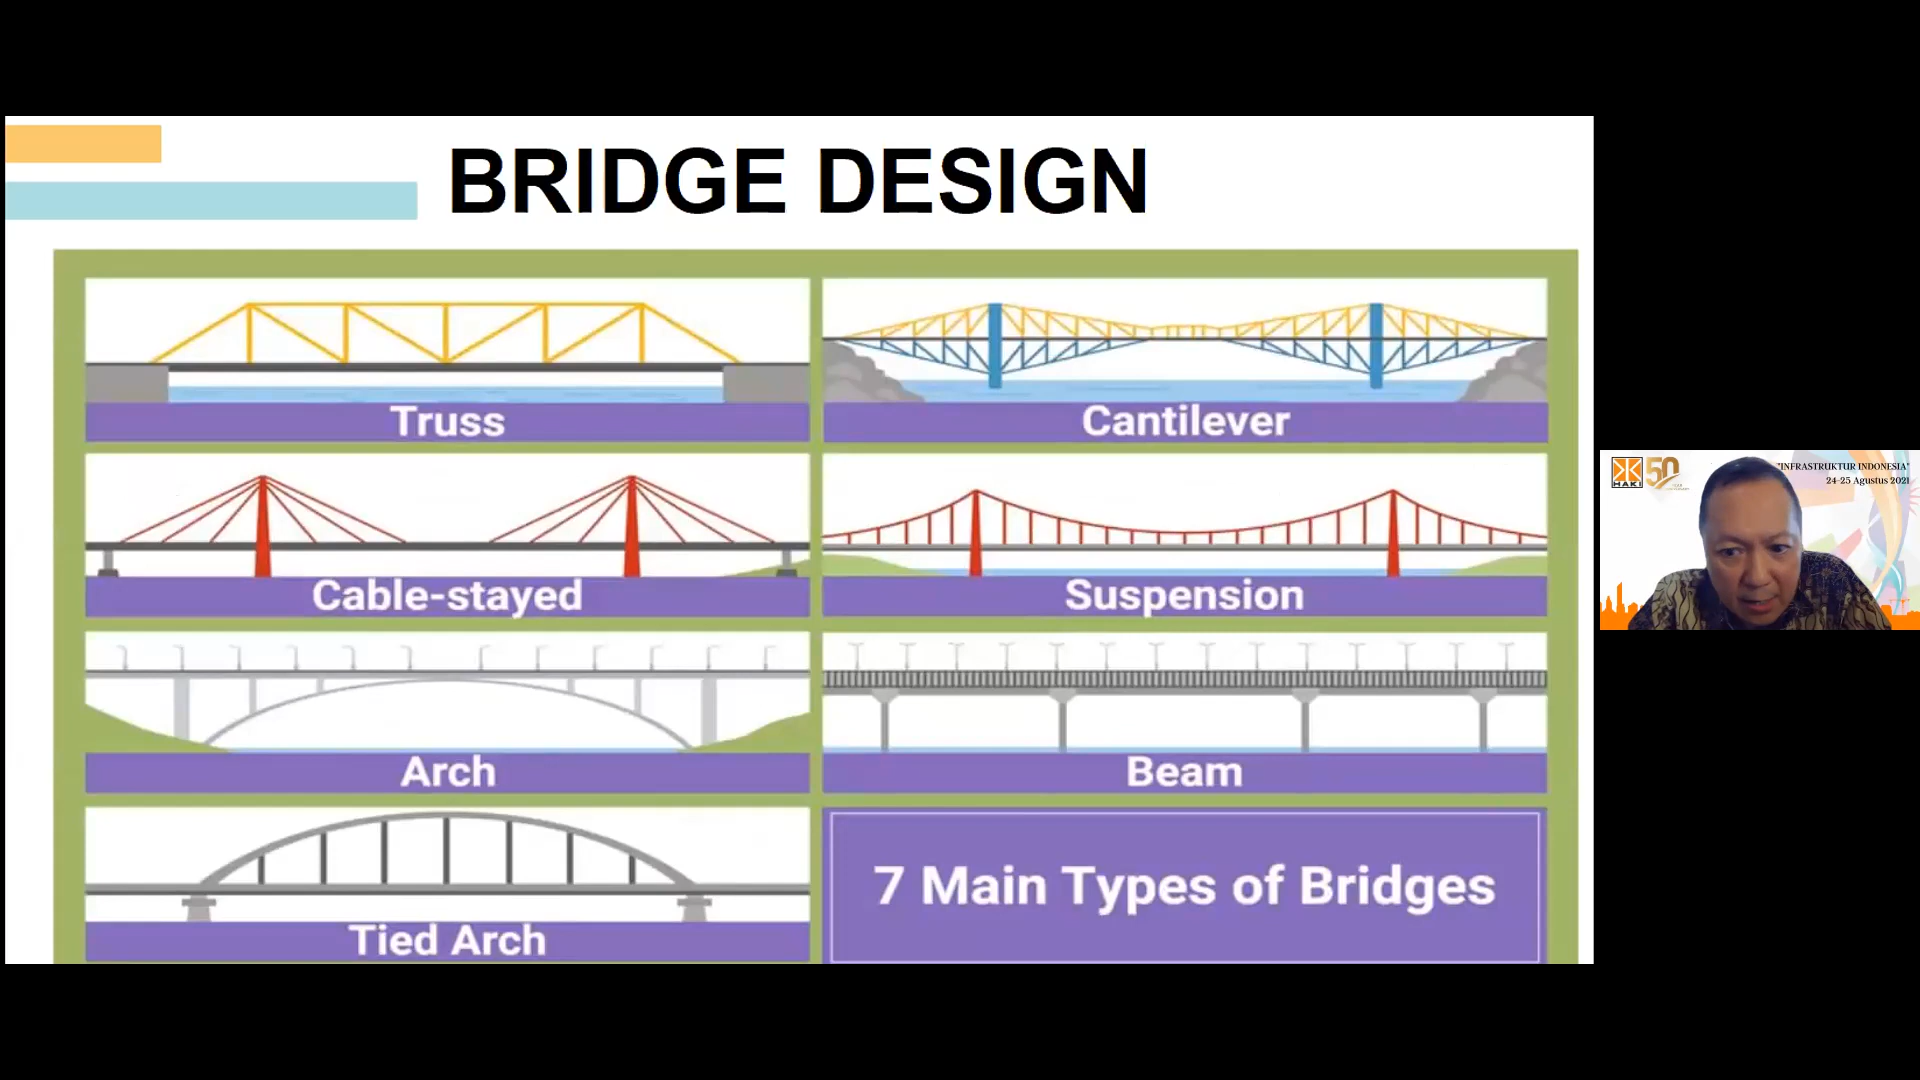 BRIDGE DESIGN
Truss
Cantilever
Cable-stayed
Suspension
Arch
Beam
Tied Arch
7 Main Types of Bridges
HAKI
50
"INFRASTRUKTUR INDONESIA"
24-25 Agustus 2021